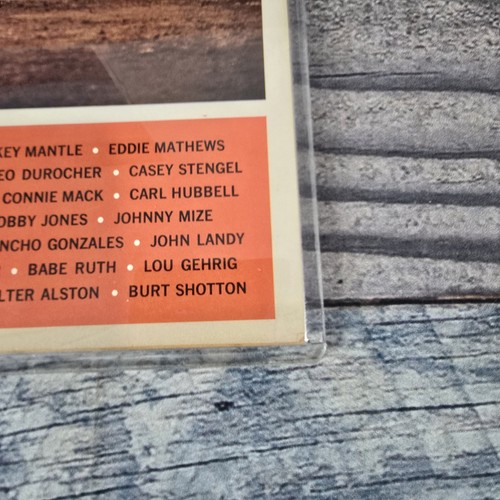 KEY MANTLE • EDDIE MATHEWS
EO DUROCHER • CASEY STENGEL
CONNIE MACK • CARL HUBBELL
OBBY JONES • JOHNNY MIZE
NCHO GONZALES • JOHN LANDY
• BABE RUTH • LOU GEHRIG
LTER ALSTON • BURT SHOTTON